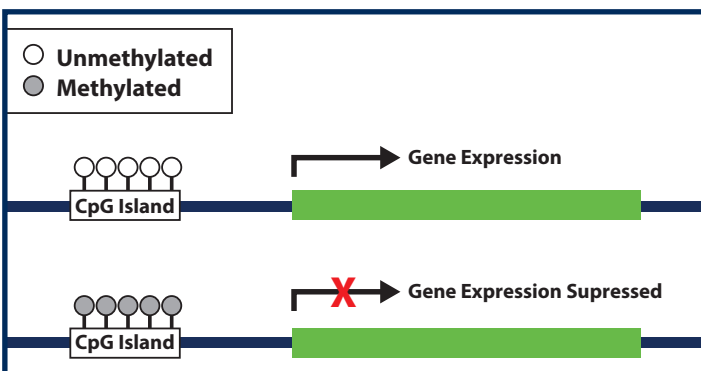 Unmethylated
Methylated
Gene Expression
CpG Island
X
Gene Expression Supressed
CpG Island